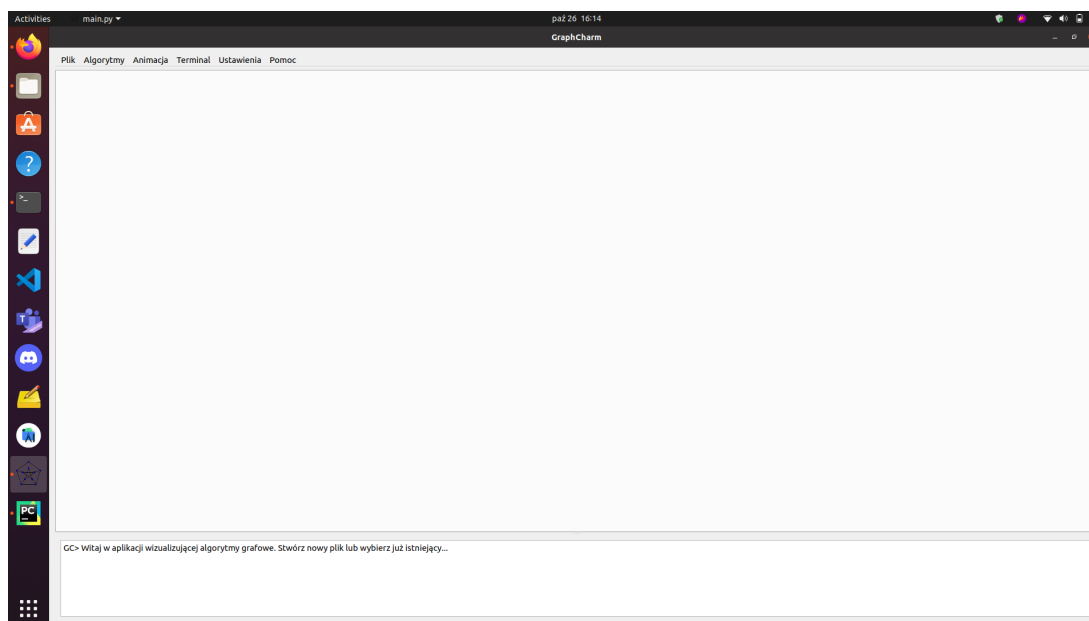 Activities main.py paź 26 16:14
GraphCharm
Plik Algorytmy Animacja Terminal Ustawienia Pomoc
GC> Witaj w aplikacji wizualizującej algorytmy grafowe. Stwórz nowy plik lub wybierz już istniejący...
A
?
>_
T
PC